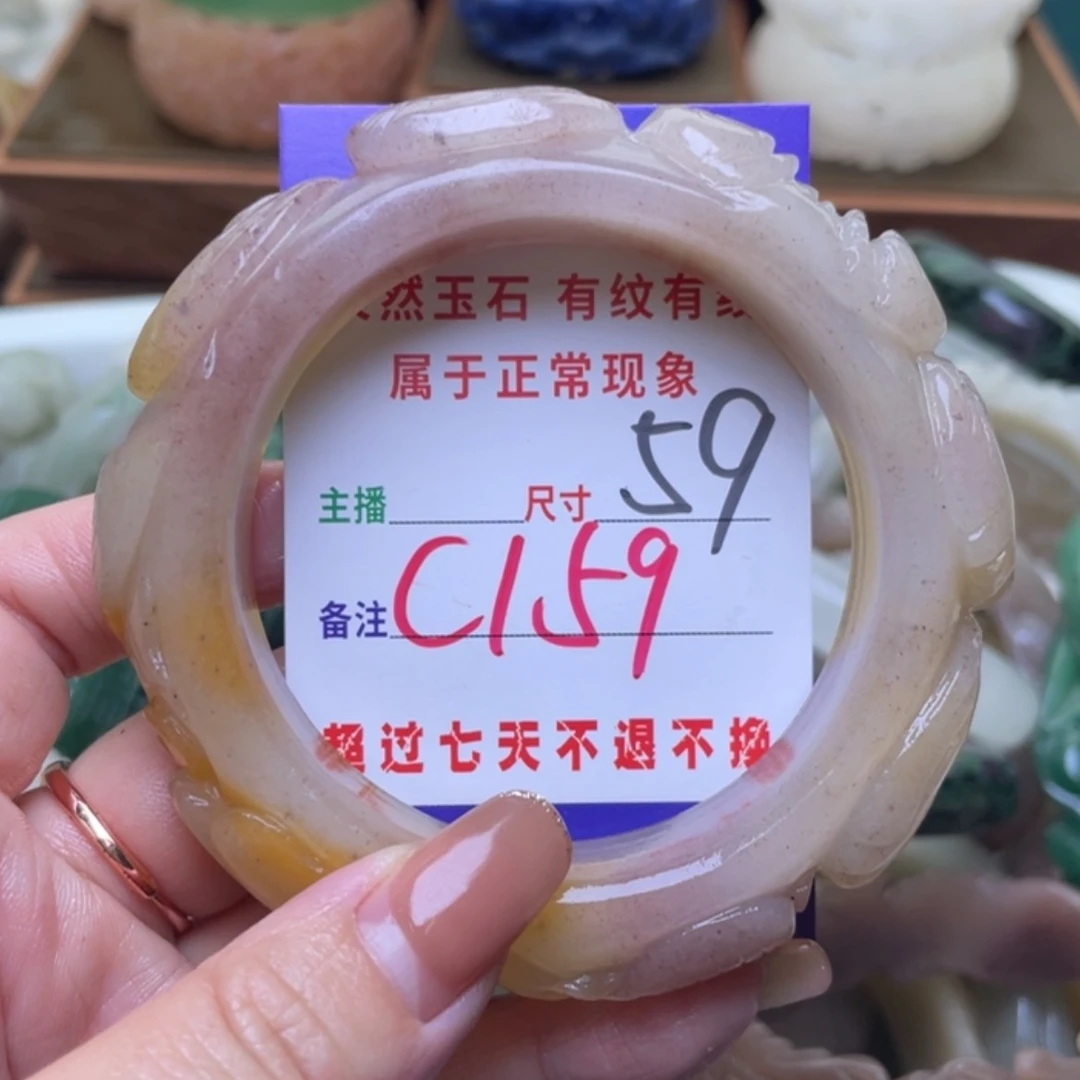 然玉石 有纹有
属于正常现象
主播 尺寸 59
备注 C159
超过七天不退不换